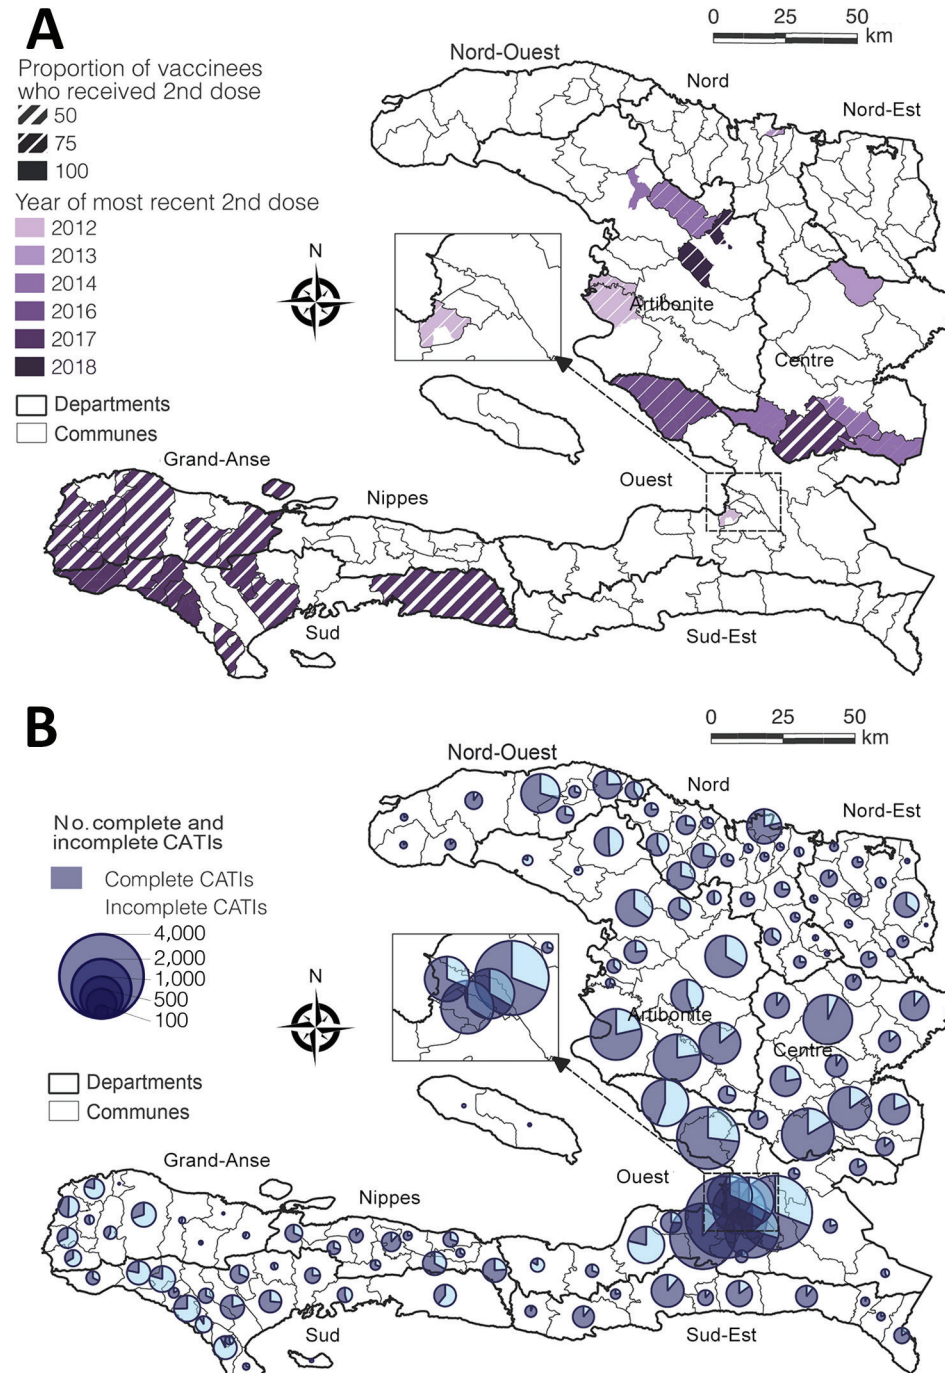 A
0 25 50
km
Proportion of vaccinees
who received 2nd dose
50
75
100
Year of most recent 2nd dose
2012
2013
2014
2016
2017
2018
Departments
Communes
N
Nord-Ouest
Nord
Nord-Est
Artibonite
Centre
Grand-Anse
Nippes
Ouest
Sud
Sud-Est
B
0 25 50
km
No. complete and
incomplete CATIs
Complete CATIs
Incomplete CATIs
4,000
2,000
1,000
500
100
N
Departments
Communes
Nord-Ouest
Nord
Nord-Est
Artibonite
Centre
Grand-Anse
Nippes
Ouest
Sud
Sud-Est